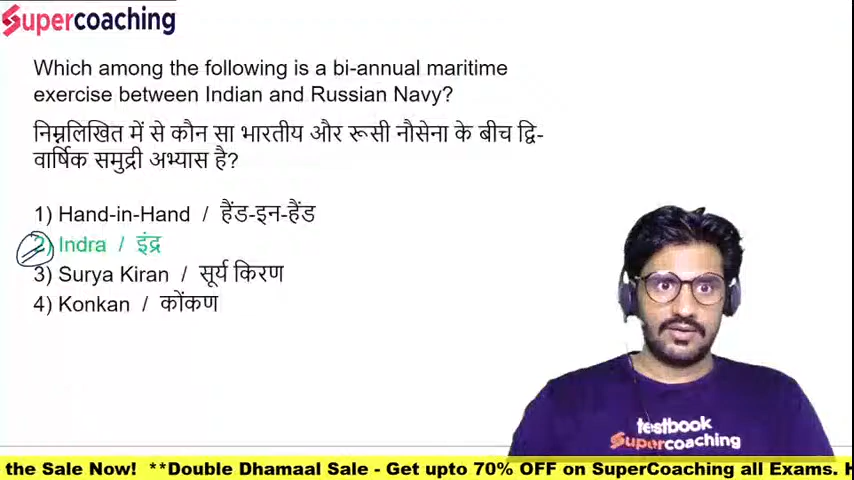 Supercoaching
Which among the following is a bi-annual maritime
exercise between Indian and Russian Navy?
निम्नलिखित में से कौन सा भारतीय और रूसी नौसेना के बीच द्वि-
वार्षिक समुद्री अभ्यास है?
1) Hand-in-Hand / हैंड-इन-हैंड
2) Indra / इंद्र
3) Surya Kiran / सूर्य किरण
4) Konkan / कोंकण
testbook
Supercoaching
the Sale Now! **Double Dhamaal Sale - Get upto 70% OFF on SuperCoaching all Exams. H